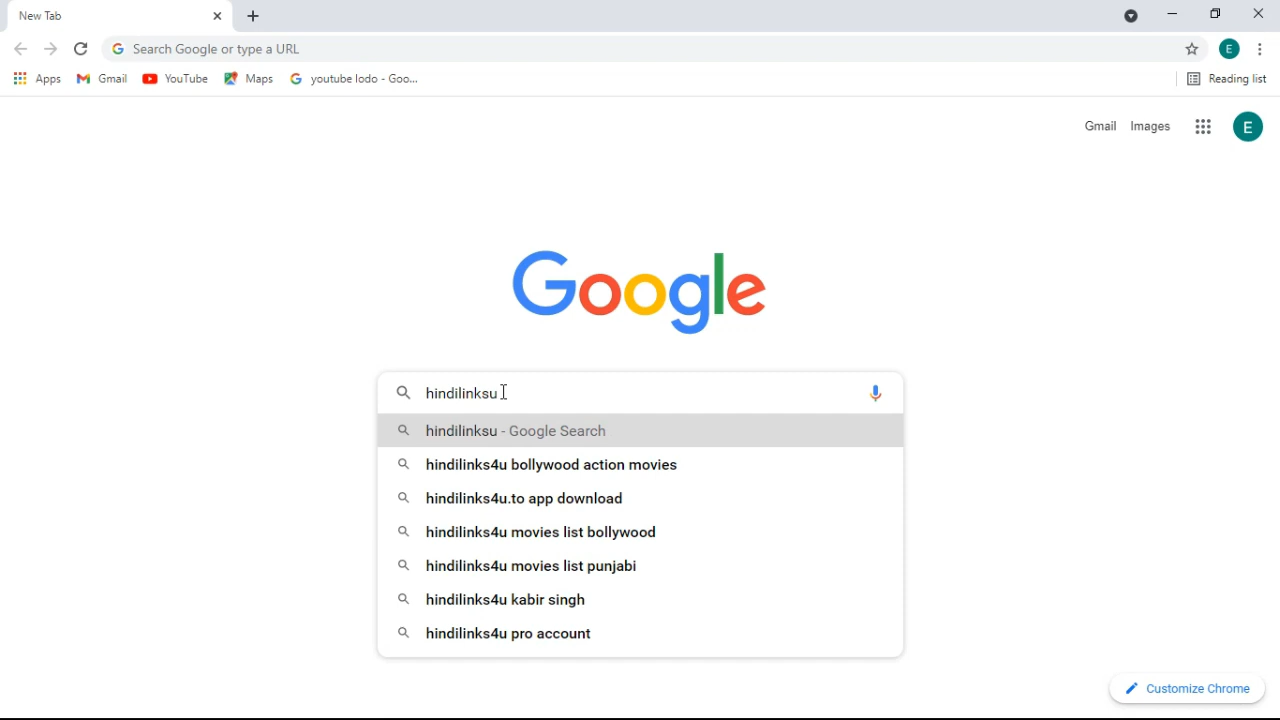 New Tab
Search Google or type a URL
E
Apps Gmail YouTube Maps youtube lodo - Goo... Reading list
Gmail Images E
Google
hindilinksu
hindilinksu - Google Search
hindilinks4u bollywood action movies
hindilinks4u.to app download
hindilinks4u movies list bollywood
hindilinks4u movies list punjabi
hindilinks4u kabir singh
hindilinks4u pro account
Customize Chrome